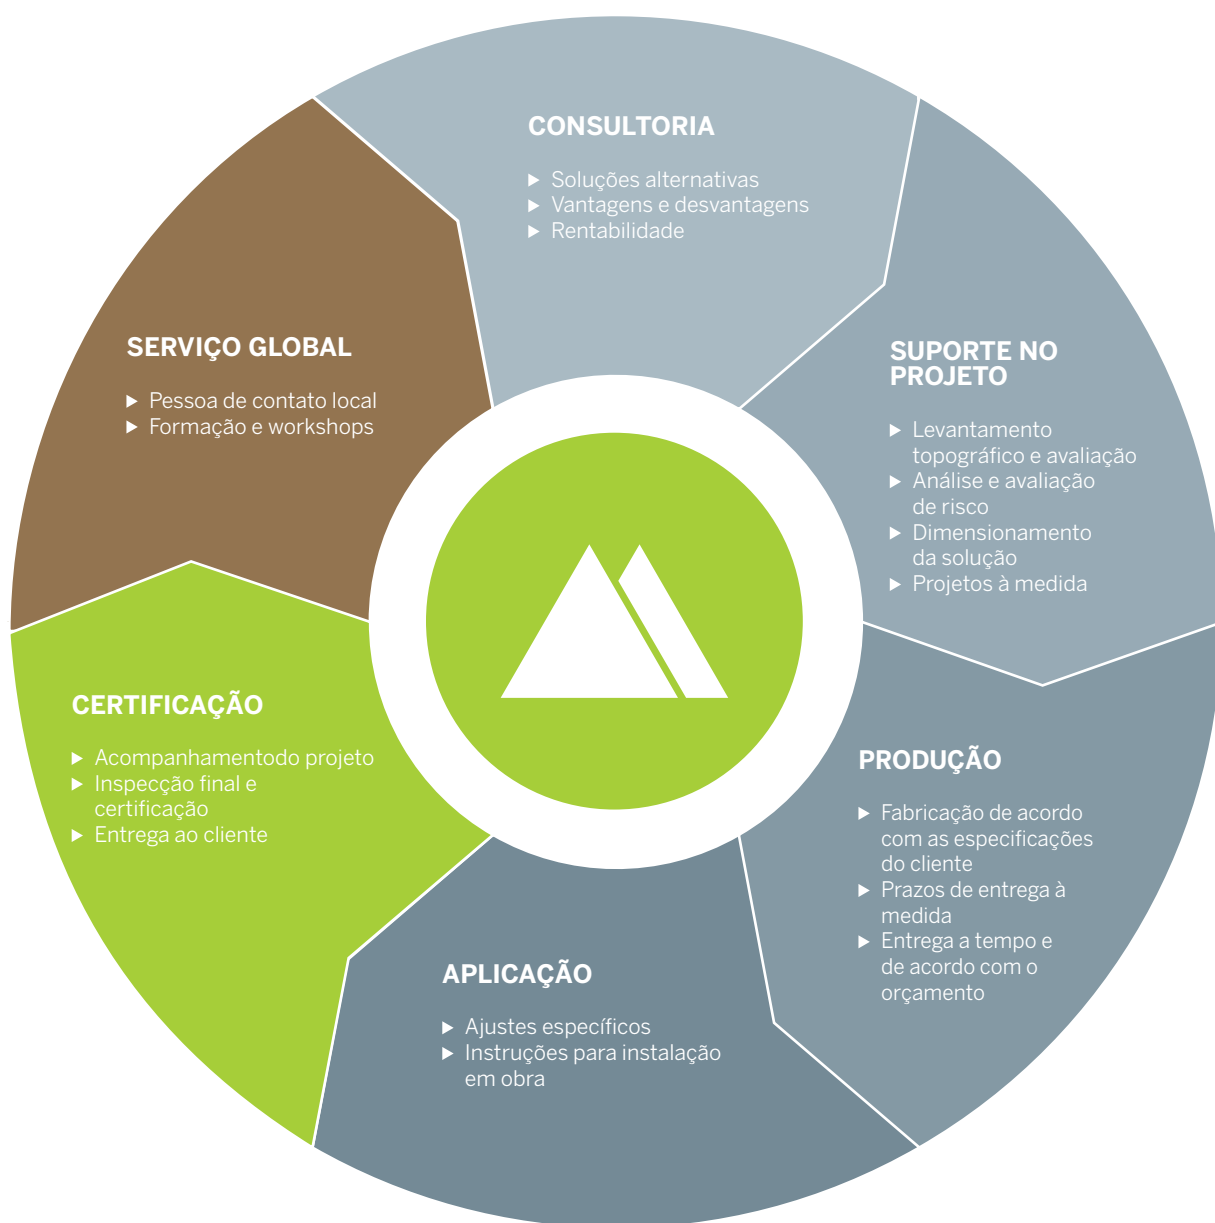 CONSULTORIA
Soluções alternativas
Vantagens e desvantagens
Rentabilidade
SUPORTE NO
PROJETO
Levantamento
topográfico e avaliação
Análise e avaliação
de risco
Dimensionamento
da solução
Projetos à medida
PRODUÇÃO
Fabricação de acordo
com as especificações
do cliente
Prazos de entrega à
medida
Entrega a tempo e
de acordo com o
orçamento
APLICAÇÃO
Ajustes específicos
Instruções para instalação
em obra
CERTIFICAÇÃO
Acompanhamentodo projeto
Inspecção final e
certificação
Entrega ao cliente
SERVIÇO GLOBAL
Pessoa de contato local
Formação e workshops